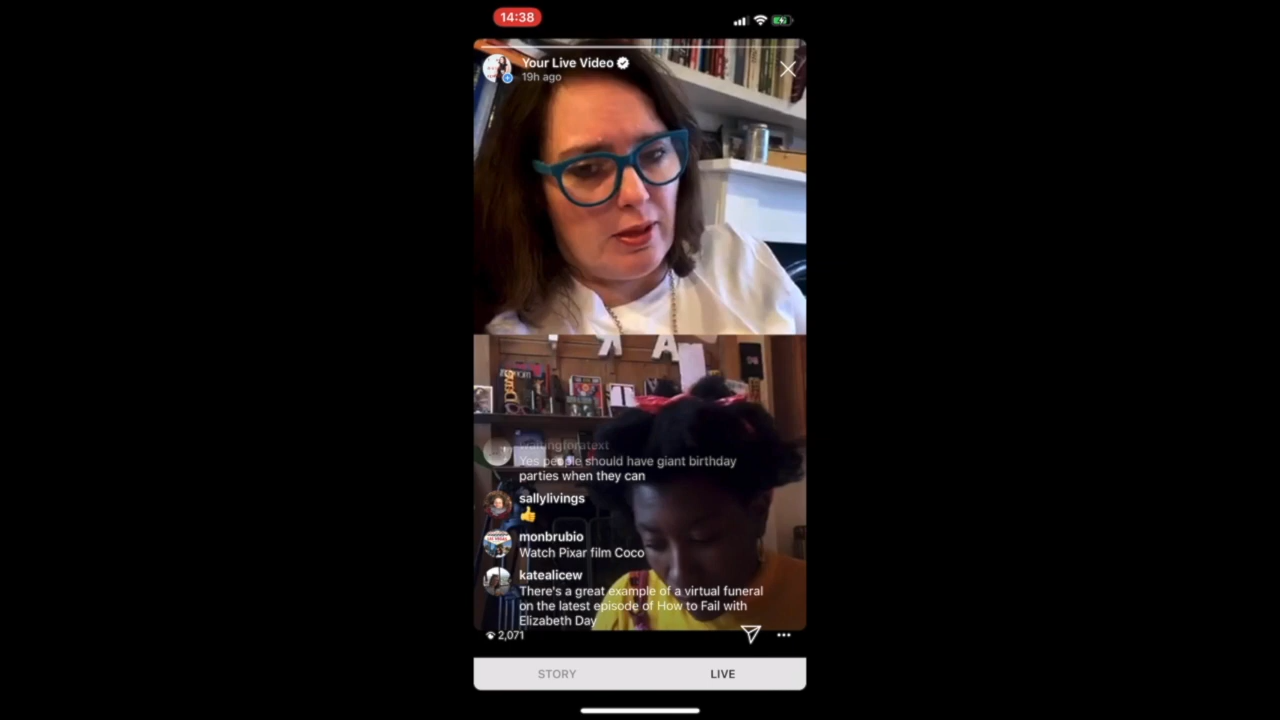 14:38
Your Live Video
19h ago
waitingforatext
Yes people should have giant birthday
parties when they can
sallylivings
monbrubio
Watch Pixar film Coco
katealicew
There's a great example of a virtual funeral
on the latest episode of How to Fail with
Elizabeth Day
2,071
STORY
LIVE